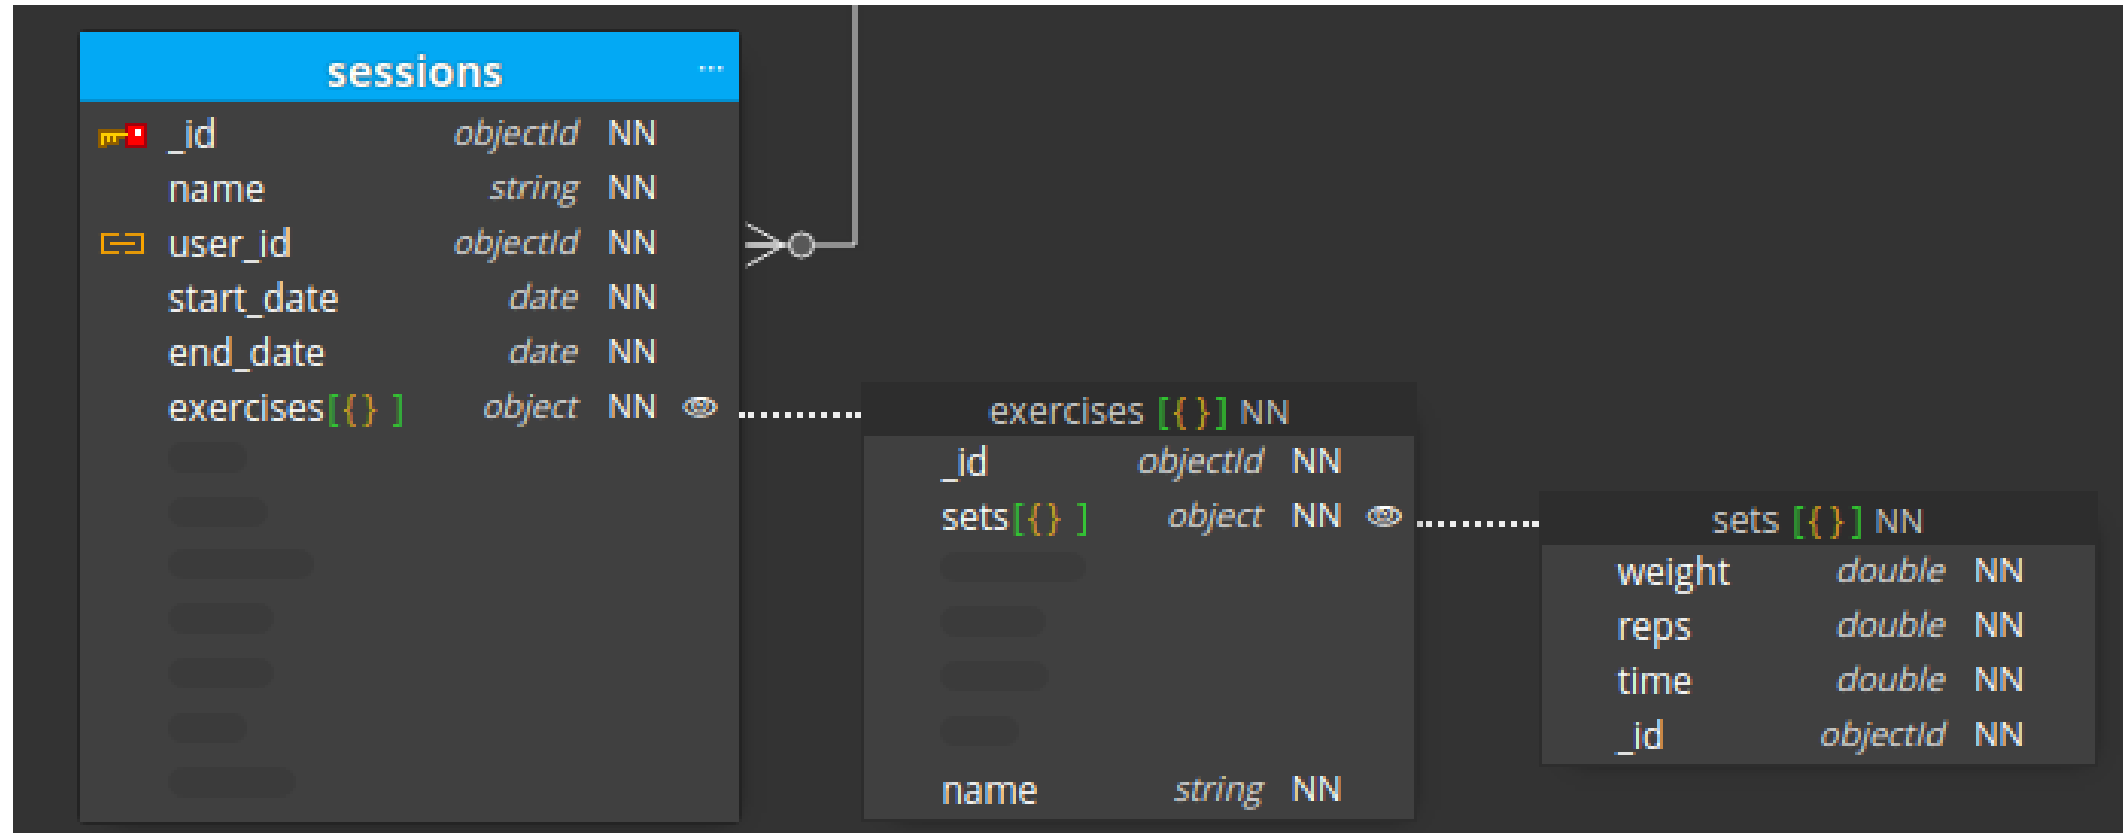 sessions ...
_id objectId NN
name string NN
user_id objectId NN
start_date date NN
end_date date NN
exercises[{} ] object NN
exercises [{}] NN
_id objectId NN
sets[{} ] object NN
name string NN
sets [{}] NN
weight double NN
reps double NN
time double NN
_id objectId NN